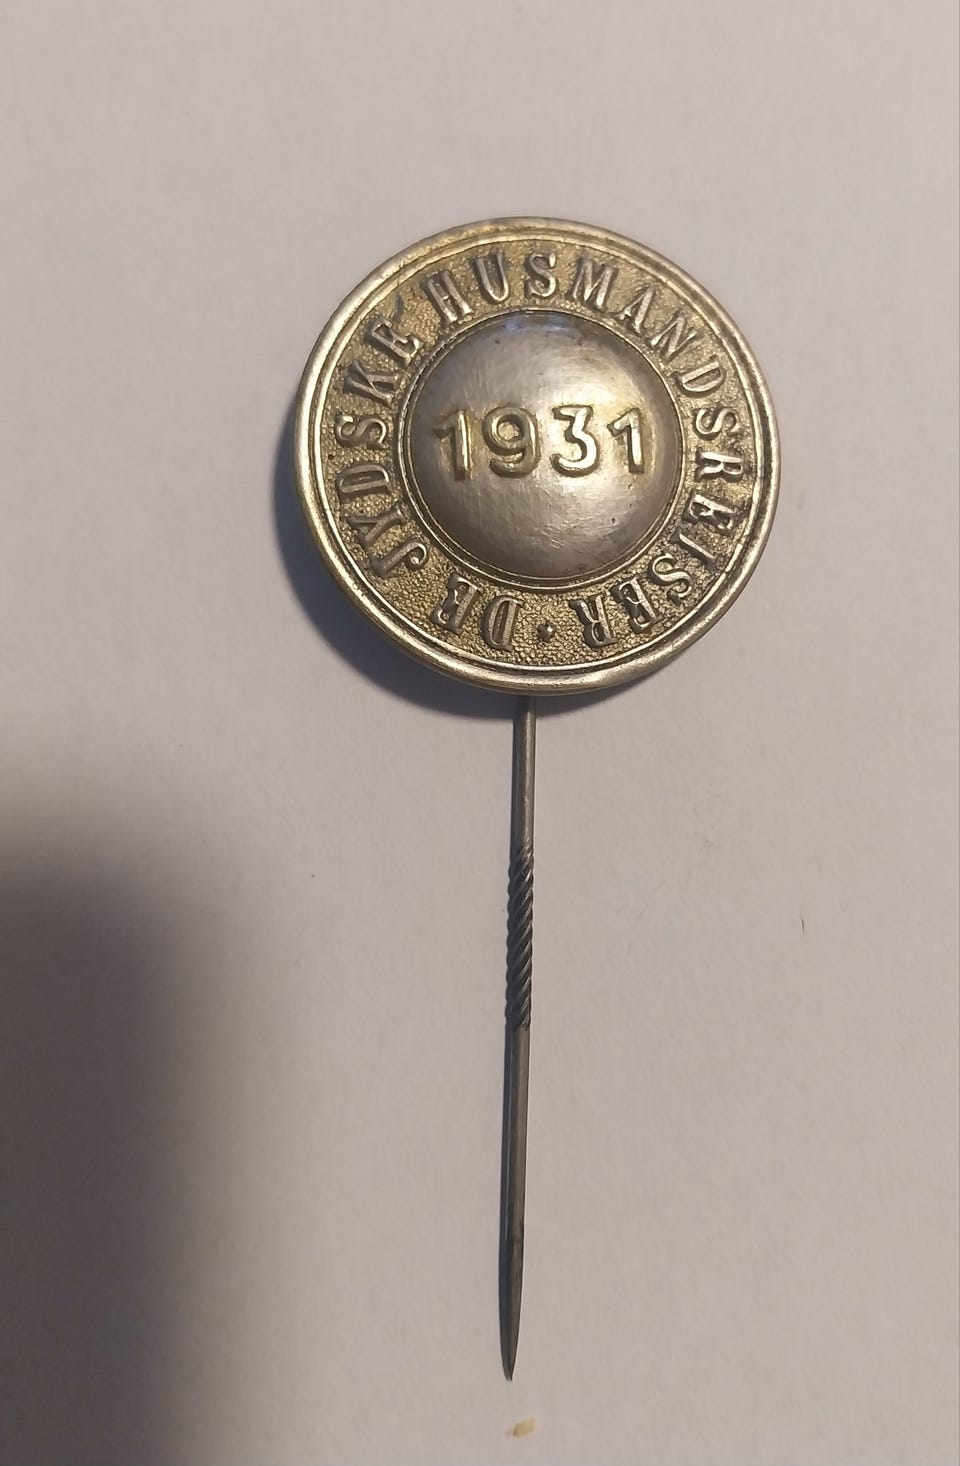 DE JYDSKE HUSMANDSREJSER ·
1931